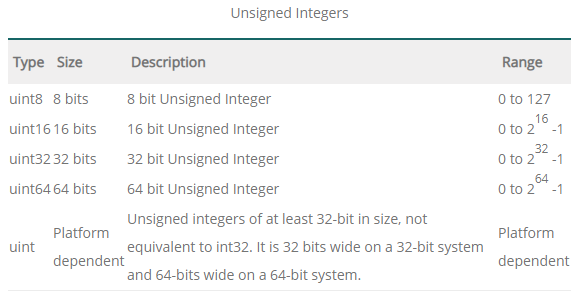 Unsigned Integers
Type Size Description Range
uint8 8 bits 8 bit Unsigned Integer 0 to 127
uint16 16 bits 16 bit Unsigned Integer 0 to 2^16 -1
uint32 32 bits 32 bit Unsigned Integer 0 to 2^32 -1
uint64 64 bits 64 bit Unsigned Integer 0 to 2^64 -1
uint Platform dependent Unsigned integers of at least 32-bit in size, not
equivalent to int32. It is 32 bits wide on a 32-bit system
and 64-bits wide on a 64-bit system. Platform dependent